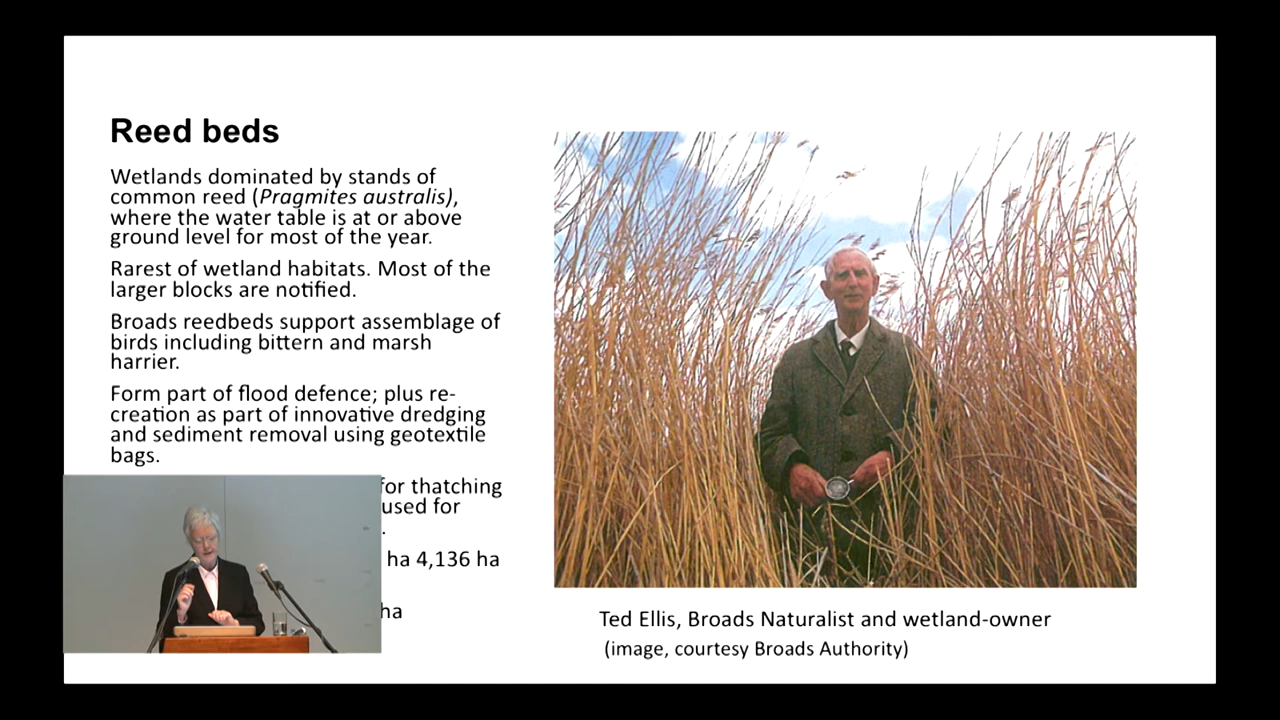 Reed beds
Wetlands dominated by stands of
common reed (Pragmites australis),
where the water table is at or above
ground level for most of the year.
Rarest of wetland habitats. Most of the
larger blocks are notified.
Broads reedbeds support assemblage of
birds including bittern and marsh
harrier.
Form part of flood defence; plus re-
creation as part of innovative dredging
and sediment removal using geotextile
bags.
for thatching
used for
.
ha 4,136 ha
ha
Ted Ellis, Broads Naturalist and wetland-owner
(image, courtesy Broads Authority)